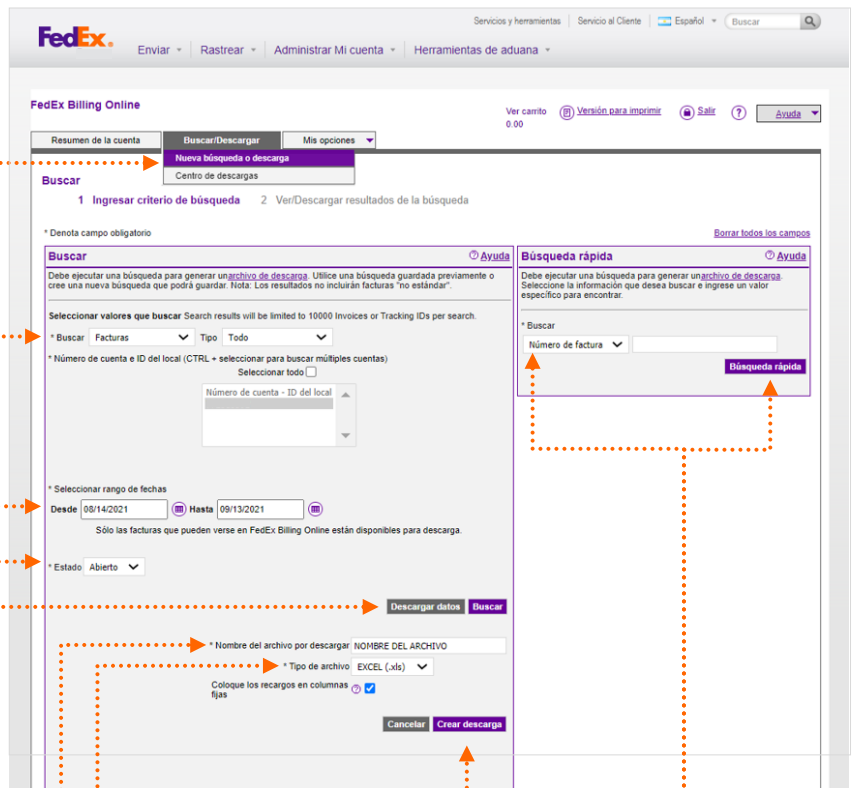 Servicios y herramientas Servicio al Cliente Español Buscar
FedEx.
Enviar Rastrear Administrar Mi cuenta Herramientas de aduana
FedEx Billing Online
Ver carrito Versión para imprimir Salir ? Ayuda
0.00
Resumen de la cuenta Buscar/Descargar Mis opciones
Nueva búsqueda o descarga
Centro de descargas
Buscar
1 Ingresar criterio de búsqueda 2 Ver/Descargar resultados de la búsqueda
* Denota campo obligatorio Borrar todos los campos
Buscar ? Ayuda
Debe ejecutar una búsqueda para generar unarchivo de descarga. Utilice una búsqueda guardada previamente o
cree una nueva búsqueda que podrá guardar. Nota: Los resultados no incluirán facturas "no estándar".
Seleccionar valores que buscar Search results will be limited to 10000 Invoices or Tracking IDs per search.
* Buscar Facturas Tipo Todo
* Número de cuenta e ID del local (CTRL + seleccionar para buscar múltiples cuentas)
Seleccionar todo
Número de cuenta - ID del local
* Seleccionar rango de fechas
Desde 08/14/2021 Hasta 09/13/2021
Sólo las facturas que pueden verse en FedEx Billing Online están disponibles para descarga.
* Estado Abierto
Descargar datos Buscar
* Nombre del archivo por descargar NOMBRE DEL ARCHIVO
* Tipo de archivo EXCEL (.xls)
Coloque los recargos en columnas ?
fijas
Cancelar Crear descarga
Búsqueda rápida ? Ayuda
Debe ejecutar una búsqueda para generar unarchivo de descarga.
Seleccione la información que desea buscar e ingrese un valor
específico para encontrar.
* Buscar
Número de factura
Búsqueda rápida